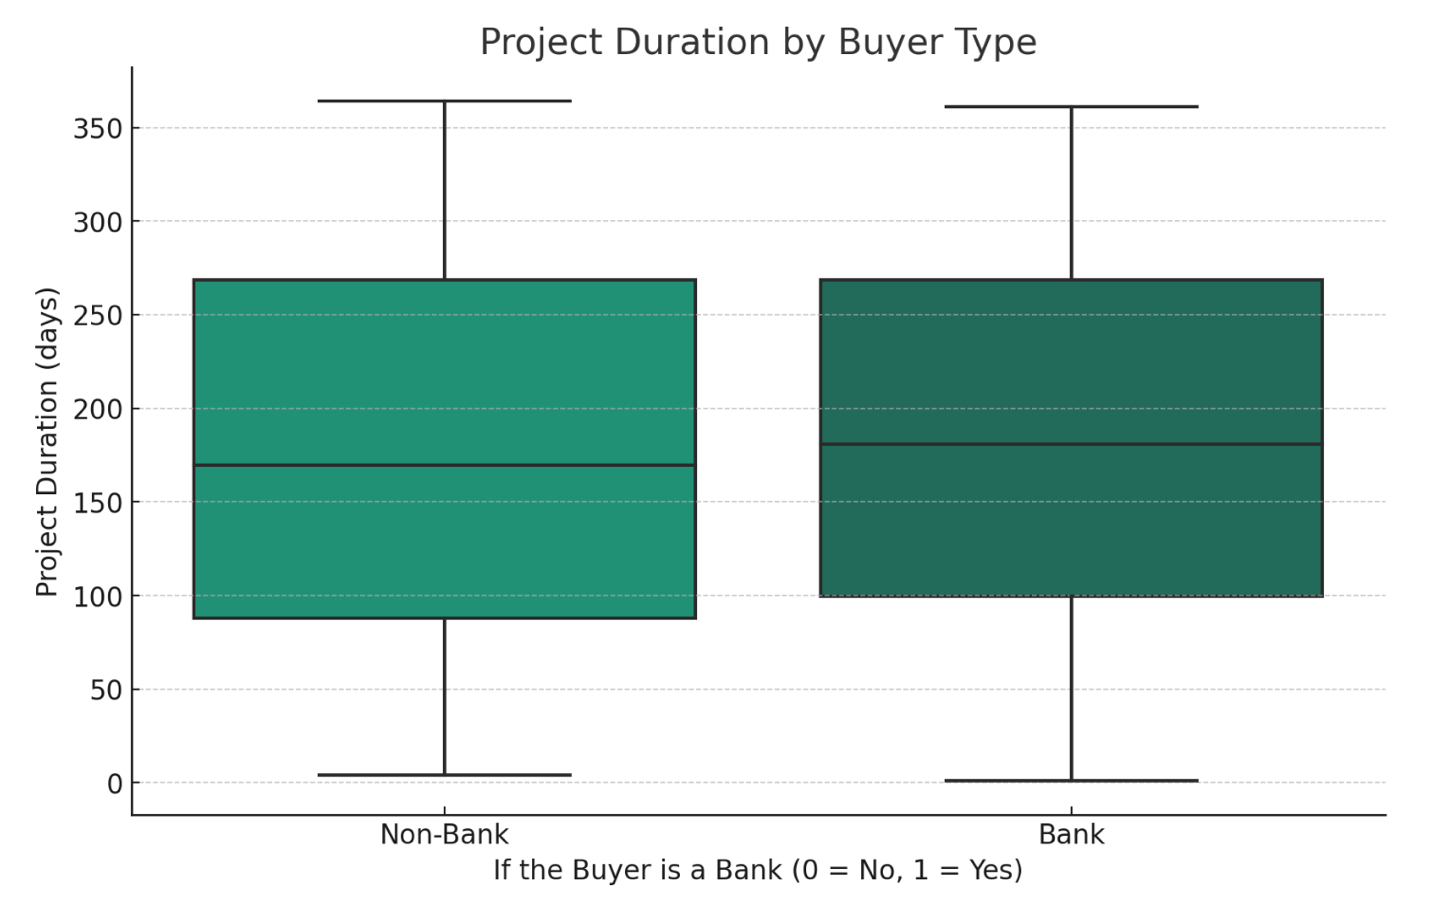 Project Duration by Buyer Type
Project Duration (days)
350
300
250
200
150
100
50
0
Non-Bank
Bank
If the Buyer is a Bank (0 = No, 1 = Yes)